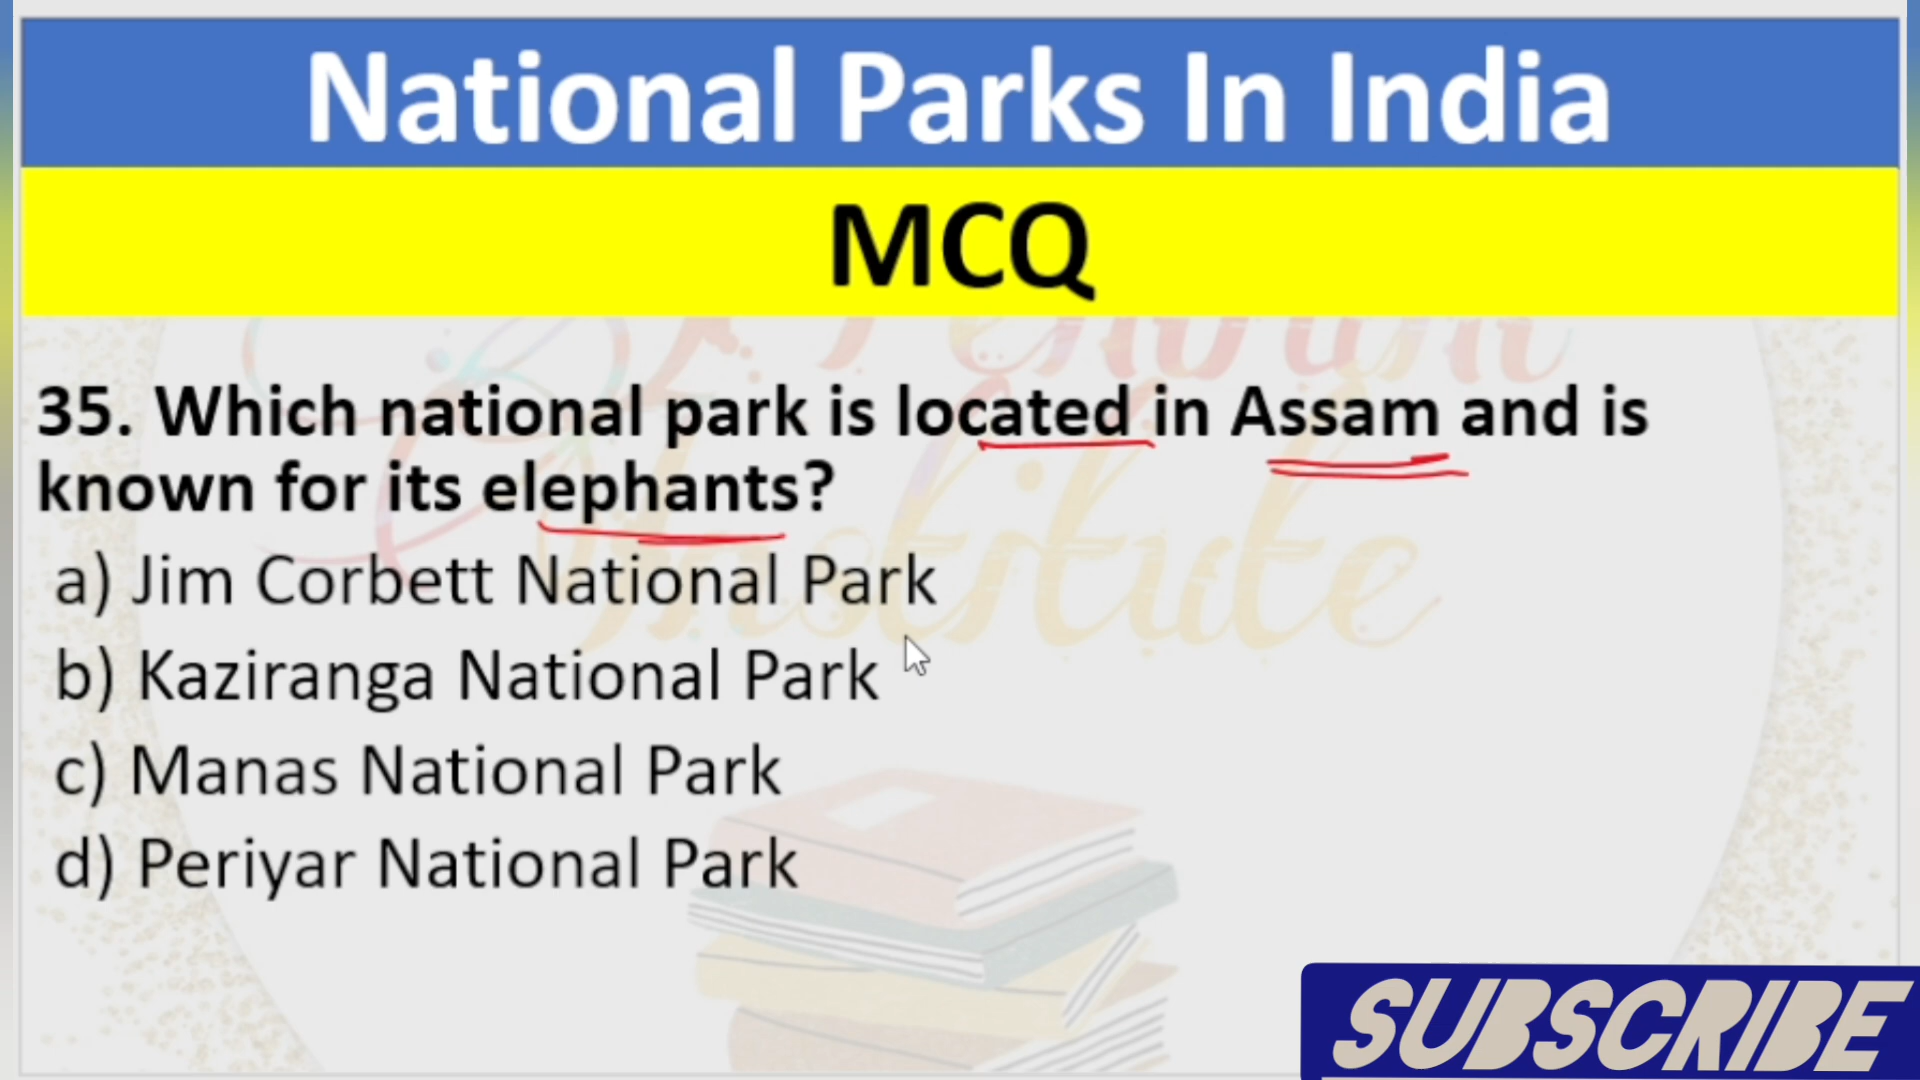 National Parks In India
MCQ
35. Which national park is located in Assam and is
known for its elephants?
a) Jim Corbett National Park
b) Kaziranga National Park
c) Manas National Park
d) Periyar National Park
Institute
SUBSCRIBE